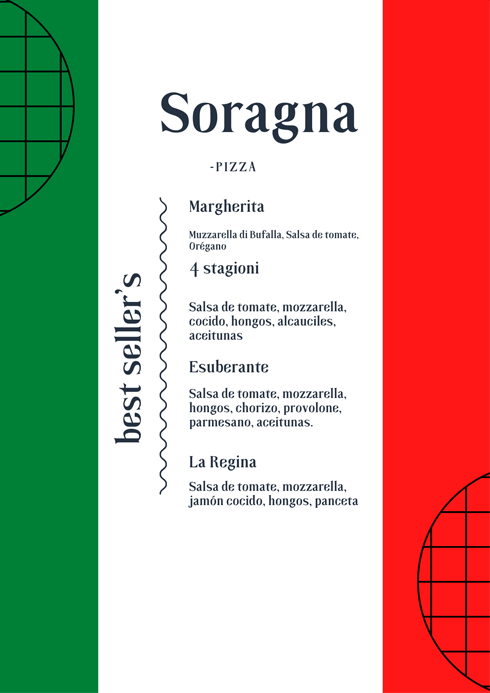 Soragna
-PIZZA
best seller's
Margherita
Muzzarella di Bufalla, Salsa de tomate,
Orégano
4 stagioni
Salsa de tomate, mozzarella,
cocido, hongos, alcauciles,
aceitunas
Esuberante
Salsa de tomate, mozzarella,
hongos, chorizo, provolone,
parmesano, aceitunas.
La Regina
Salsa de tomate, mozzarella,
jamón cocido, hongos, panceta